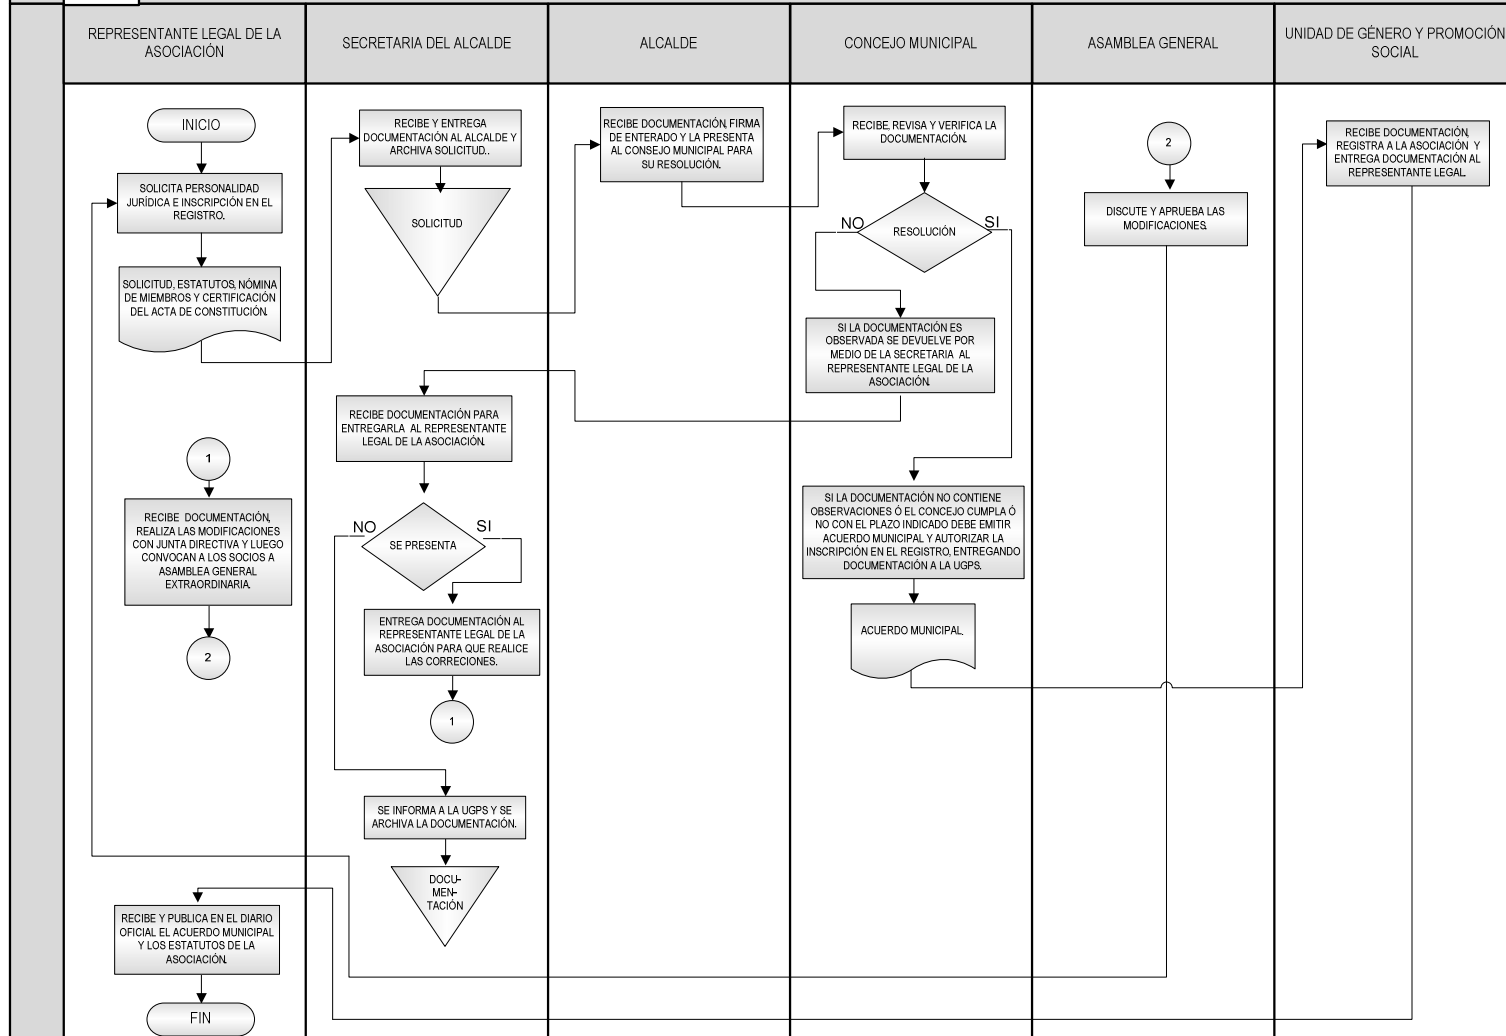 REPRESENTANTE LEGAL DE LA
ASOCIACIÓN
SECRETARIA DEL ALCALDE
ALCALDE
CONCEJO MUNICIPAL
ASAMBLEA GENERAL
UNIDAD DE GÉNERO Y PROMOCIÓN
SOCIAL
INICIO
SOLICITA PERSONALIDAD
JURÍDICA E INSCRIPCIÓN EN EL
REGISTRO.
SOLICITUD, ESTATUTOS, NÓMINA
DE MIEMBROS Y CERTIFICACIÓN
DEL ACTA DE CONSTITUCIÓN.
1
RECIBE DOCUMENTACIÓN,
REALIZA LAS MODIFICACIONES
CON JUNTA DIRECTIVA Y LUEGO
CONVOCAN A LOS SOCIOS A
ASAMBLEA GENERAL
EXTRAORDINARIA.
2
RECIBE Y PUBLICA EN EL DIARIO
OFICIAL EL ACUERDO MUNICIPAL
Y LOS ESTATUTOS DE LA
ASOCIACIÓN.
FIN
RECIBE Y ENTREGA
DOCUMENTACIÓN AL ALCALDE Y
ARCHIVA SOLICITUD..
SOLICITUD
RECIBE DOCUMENTACIÓN PARA
ENTREGARLA AL REPRESENTANTE
LEGAL DE LA ASOCIACIÓN.
NO
SE PRESENTA
SI
ENTREGA DOCUMENTACIÓN AL
REPRESENTANTE LEGAL DE LA
ASOCIACIÓN PARA QUE REALICE
LAS CORRECIONES.
1
SE INFORMA A LA UGPS Y SE
ARCHIVA LA DOCUMENTACIÓN.
DOCU-
MEN-
TACIÓN
RECIBE DOCUMENTACIÓN, FIRMA
DE ENTERADO Y LA PRESENTA
AL CONSEJO MUNICIPAL PARA
SU RESOLUCIÓN.
RECIBE, REVISA Y VERIFICA LA
DOCUMENTACIÓN.
NO
RESOLUCIÓN
SI
SI LA DOCUMENTACIÓN ES
OBSERVADA SE DEVUELVE POR
MEDIO DE LA SECRETARIA AL
REPRESENTANTE LEGAL DE LA
ASOCIACIÓN.
SI LA DOCUMENTACIÓN NO CONTIENE
OBSERVACIONES Ó EL CONCEJO CUMPLA Ó
NO CON EL PLAZO INDICADO DEBE EMITIR
ACUERDO MUNICIPAL Y AUTORIZAR LA
INSCRIPCIÓN EN EL REGISTRO, ENTREGANDO
DOCUMENTACIÓN A LA UGPS.
ACUERDO MUNICIPAL.
2
DISCUTE Y APRUEBA LAS
MODIFICACIONES.
RECIBE DOCUMENTACIÓN,
REGISTRA A LA ASOCIACIÓN Y
ENTREGA DOCUMENTACIÓN AL
REPRESENTANTE LEGAL.